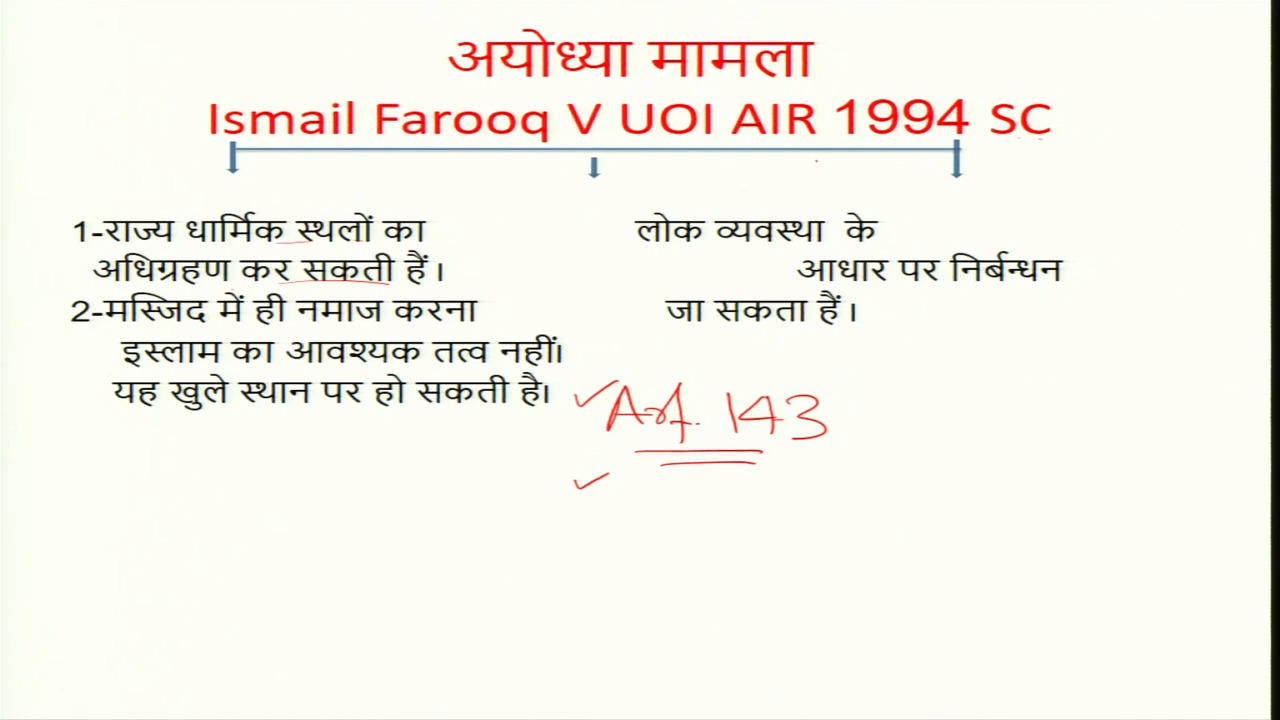 अयोध्या मामला
Ismail Farooq V UOI AIR 1994 SC
1-राज्य धार्मिक स्थलों का
अधिग्रहण कर सकती हैं।
2-मस्जिद में ही नमाज करना
इस्लाम का आवश्यक तत्व नहीं।
यह खुले स्थान पर हो सकती है।
लोक व्यवस्था के
आधार पर निर्बन्धन
जा सकता हैं।
Art. 143